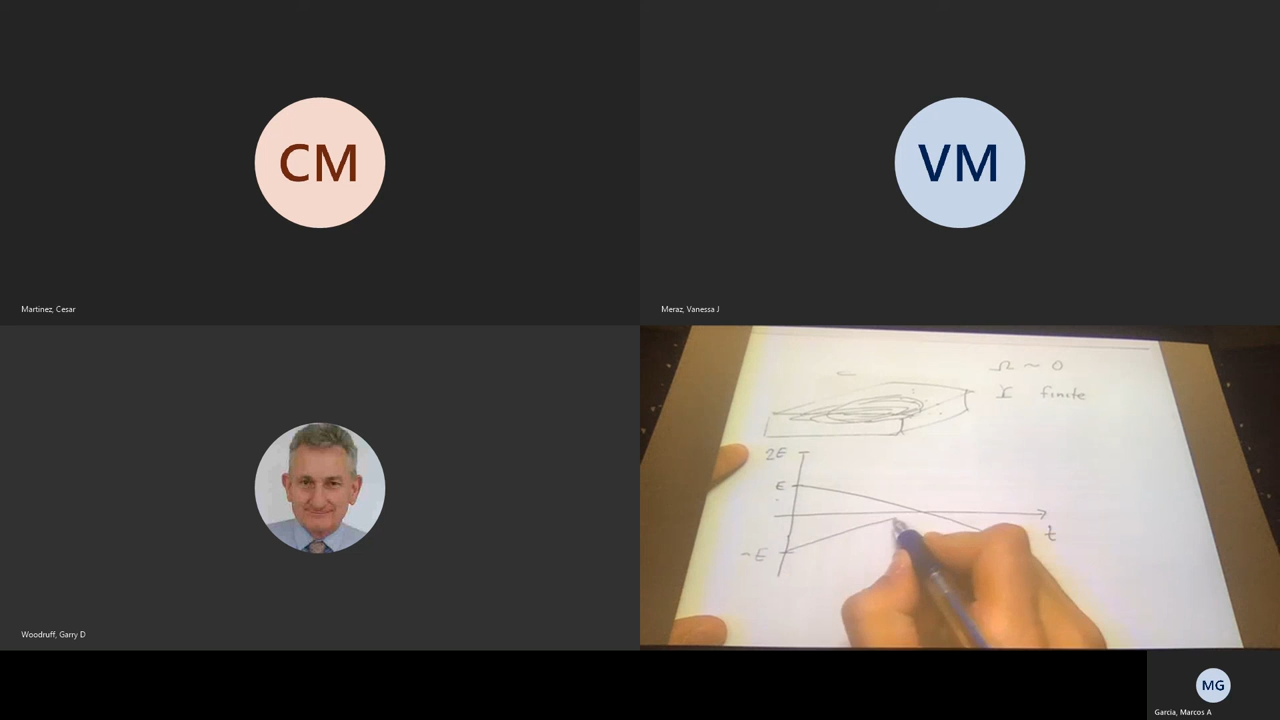 CM
VM
Martinez, Cesar
Meraz, Vanessa J
Ω ~ 0
finite
2E
E
-E
t
Woodruff, Garry D
MG
Garcia, Marcos A